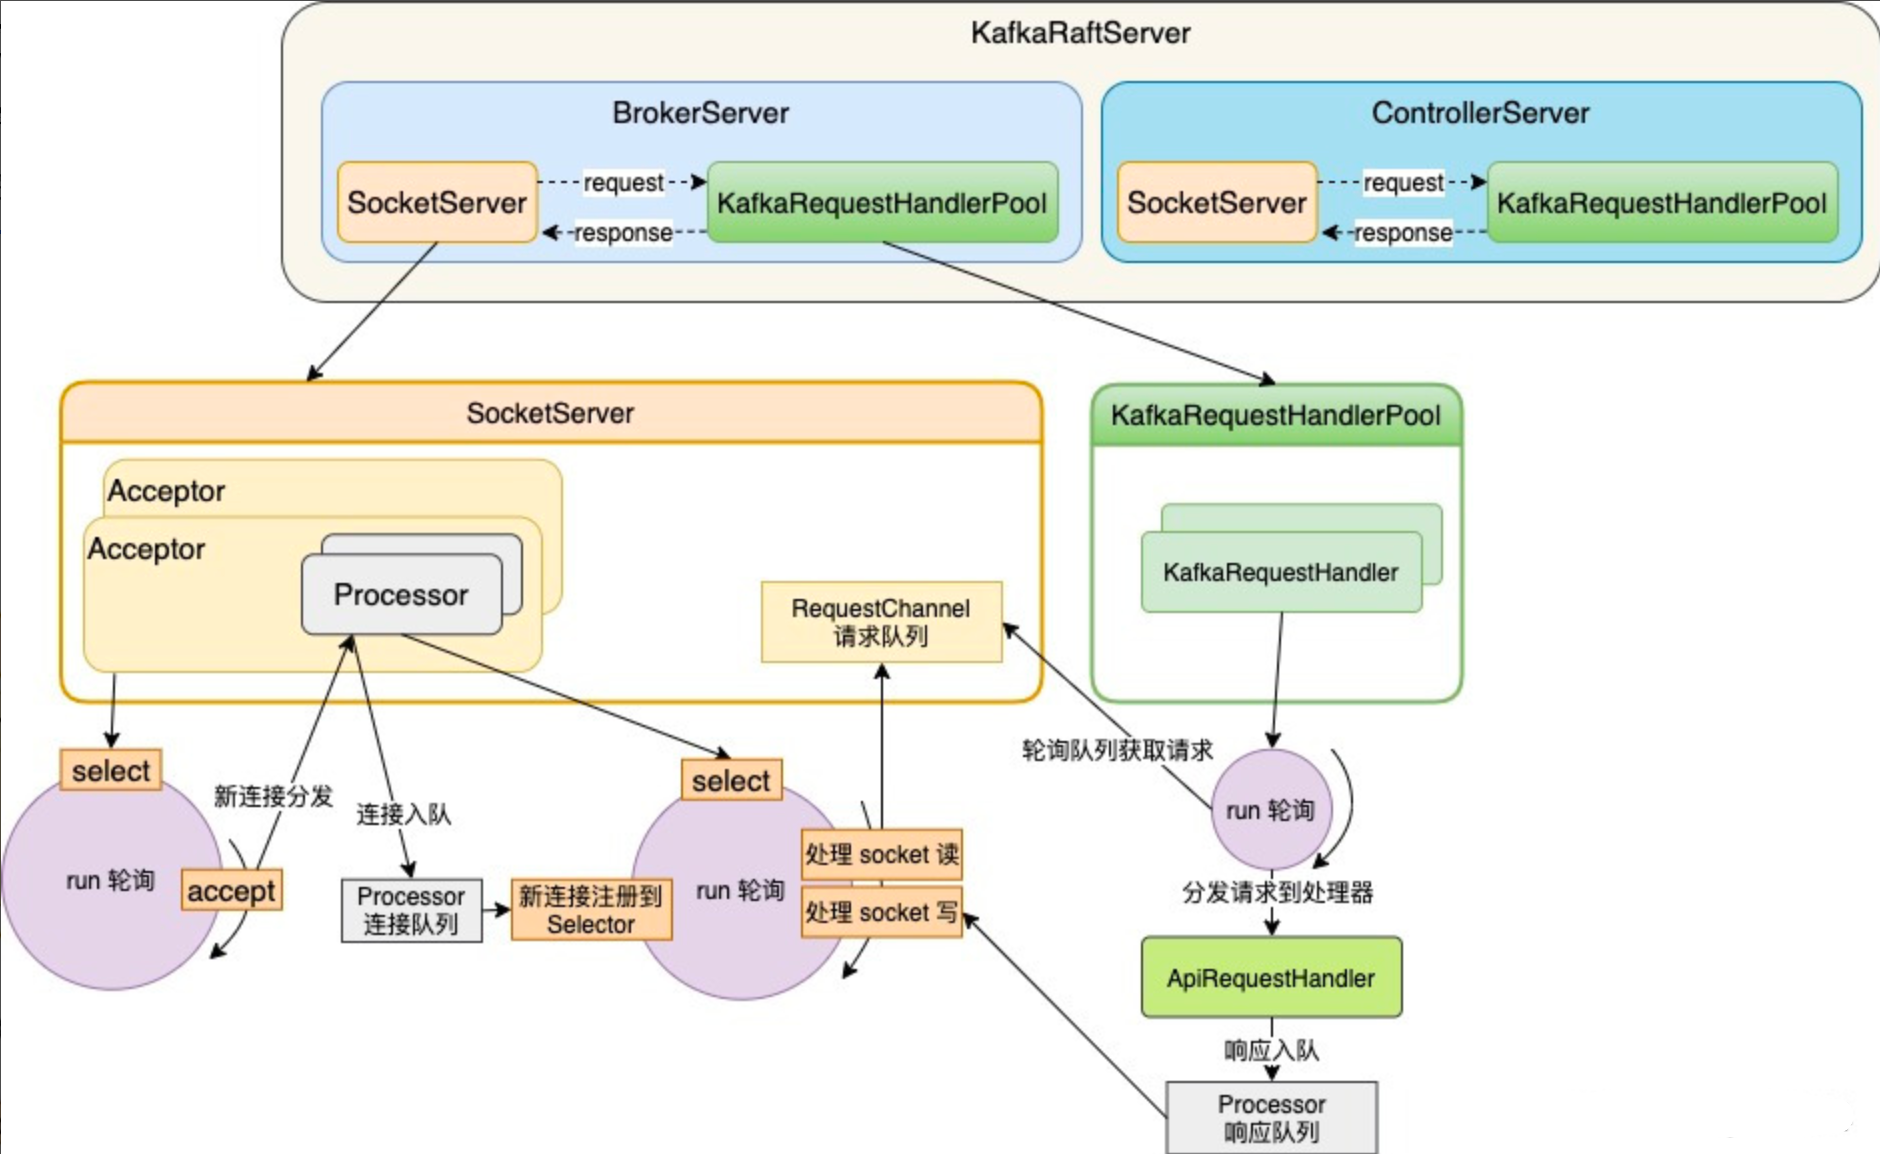 KafkaRaftServer
BrokerServer
ControllerServer
SocketServer
request
response
KafkaRequestHandlerPool
SocketServer
request
response
KafkaRequestHandlerPool
SocketServer
KafkaRequestHandlerPool
Acceptor
Acceptor
Processor
RequestChannel
请求队列
KafkaRequestHandler
select
新连接分发
连接入队
select
轮询队列获取请求
run 轮询
run 轮询
accept
Processor
连接队列
新连接注册到
Selector
run 轮询
处理 socket 读
处理 socket 写
分发请求到处理器
ApiRequestHandler
响应入队
Processor
响应队列